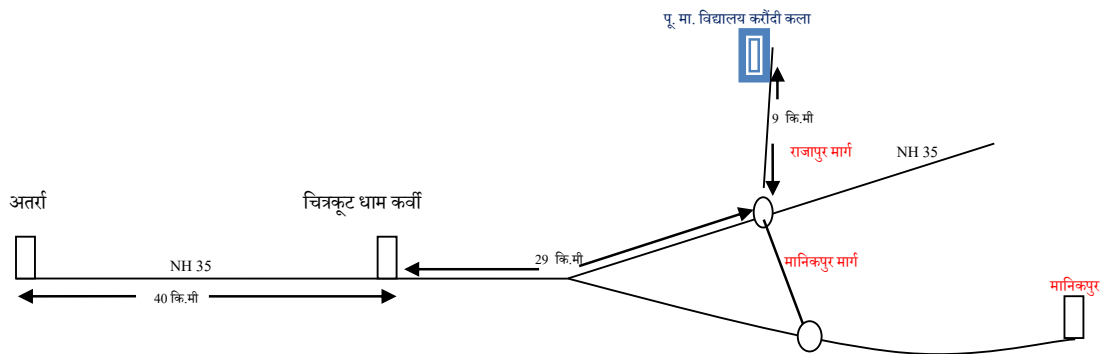 पू. मा. विद्यालय करौंदी कला
9 कि.मी
राजापुर मार्ग
NH 35
अतर्रा
चित्रकूट धाम कर्वी
29 कि.मी
NH 35
मानिकपुर मार्ग
मानिकपुर
40 कि.मी